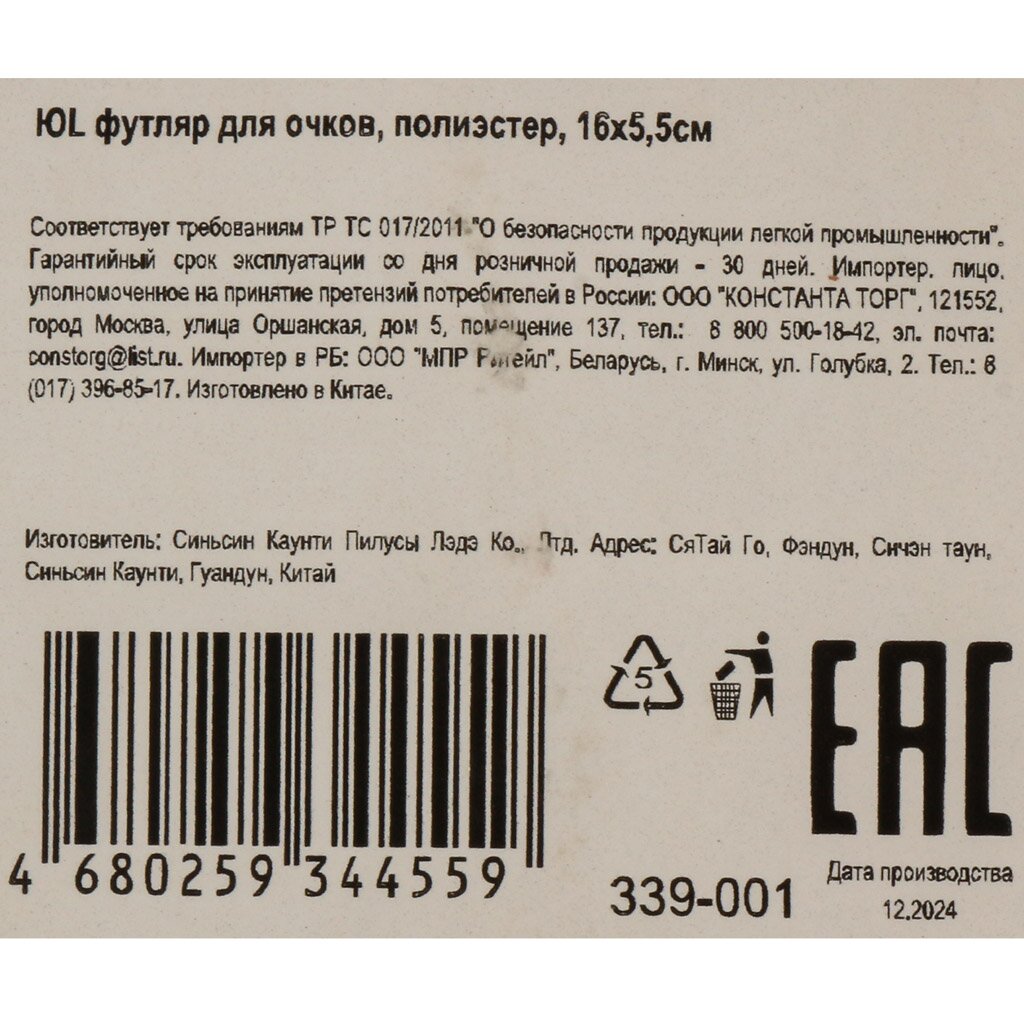 ЮL футляр для очков, полиэстер, 16х5,5см
Соответствует требованиям ТР ТС 017/2011 "О безопасности продукции легкой промышленности".
Гарантийный срок эксплуатации со дня розничной продажи - 30 дней. Импортер, лицо,
уполномоченное на принятие претензий потребителей в России: ООО "КОНСТАНТА ТОРГ", 121552,
город Москва, улица Оршанская, дом 5, помещение 137, тел.: 8 800 500-18-42, эл. почта:
constorg@list.ru. Импортер в РБ: ООО "МПР Ритейл", Беларусь, г. Минск, ул. Голубка, 2. Тел.: 8
(017) 396-85-17. Изготовлено в Китае.
Изготовитель: Синьсин Каунти Пилусы Лэдэ Ко., Лтд. Адрес: СяТай Го, Фэндун, Сичэн таун,
Синьсин Каунти, Гуандун, Китай
5
EAC
4 680259 344559
339-001
Дата производства
12.2024